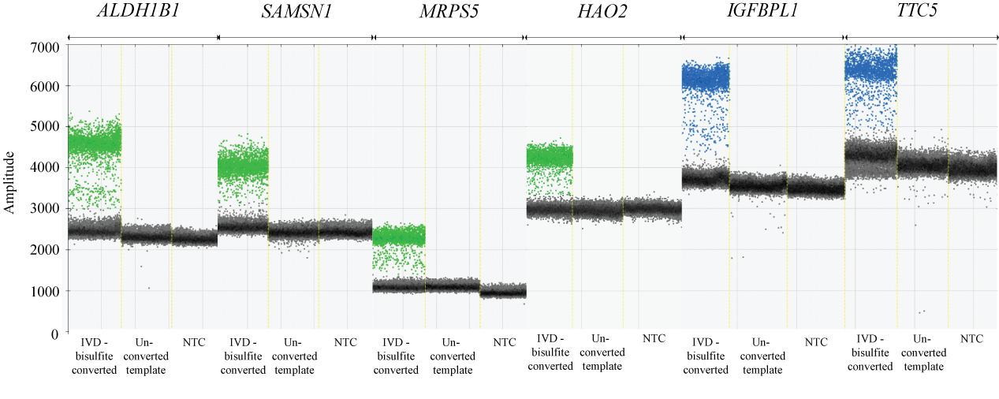 ALDH1B1 SAMSN1 MRPS5 HAO2 IGFBPL1 TTC5
7000
6000
5000
4000
3000
2000
1000
0
Amplitude
IVD - bisulfite converted
Un- converted template
NTC
IVD - bisulfite converted
Un- converted template
NTC
IVD - bisulfite converted
Un- converted template
NTC
IVD - bisulfite converted
Un- converted template
NTC
IVD - bisulfite converted
Un- converted template
NTC
IVD - bisulfite converted
Un- converted template
NTC